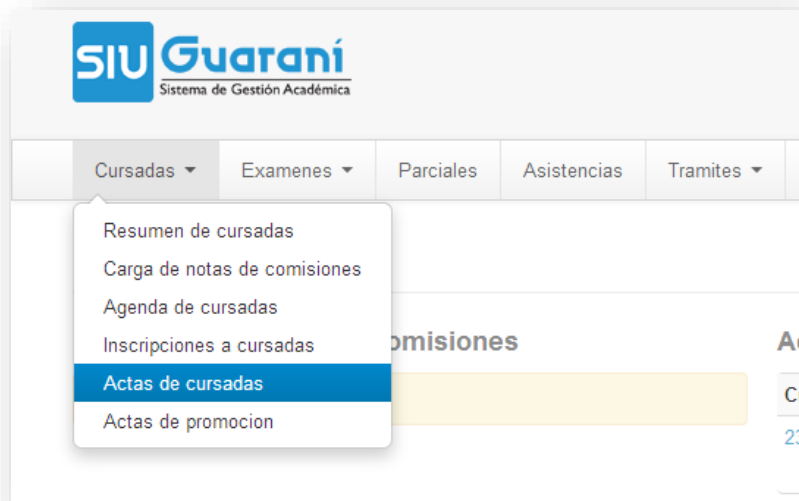 SIU Guaraní
Sistema de Gestión Académica
Cursadas Examenes Parciales Asistencias Tramites
Resumen de cursadas
Carga de notas de comisiones
Agenda de cursadas
Inscripciones a cursadas
Actas de cursadas
Actas de promocion
omisiones